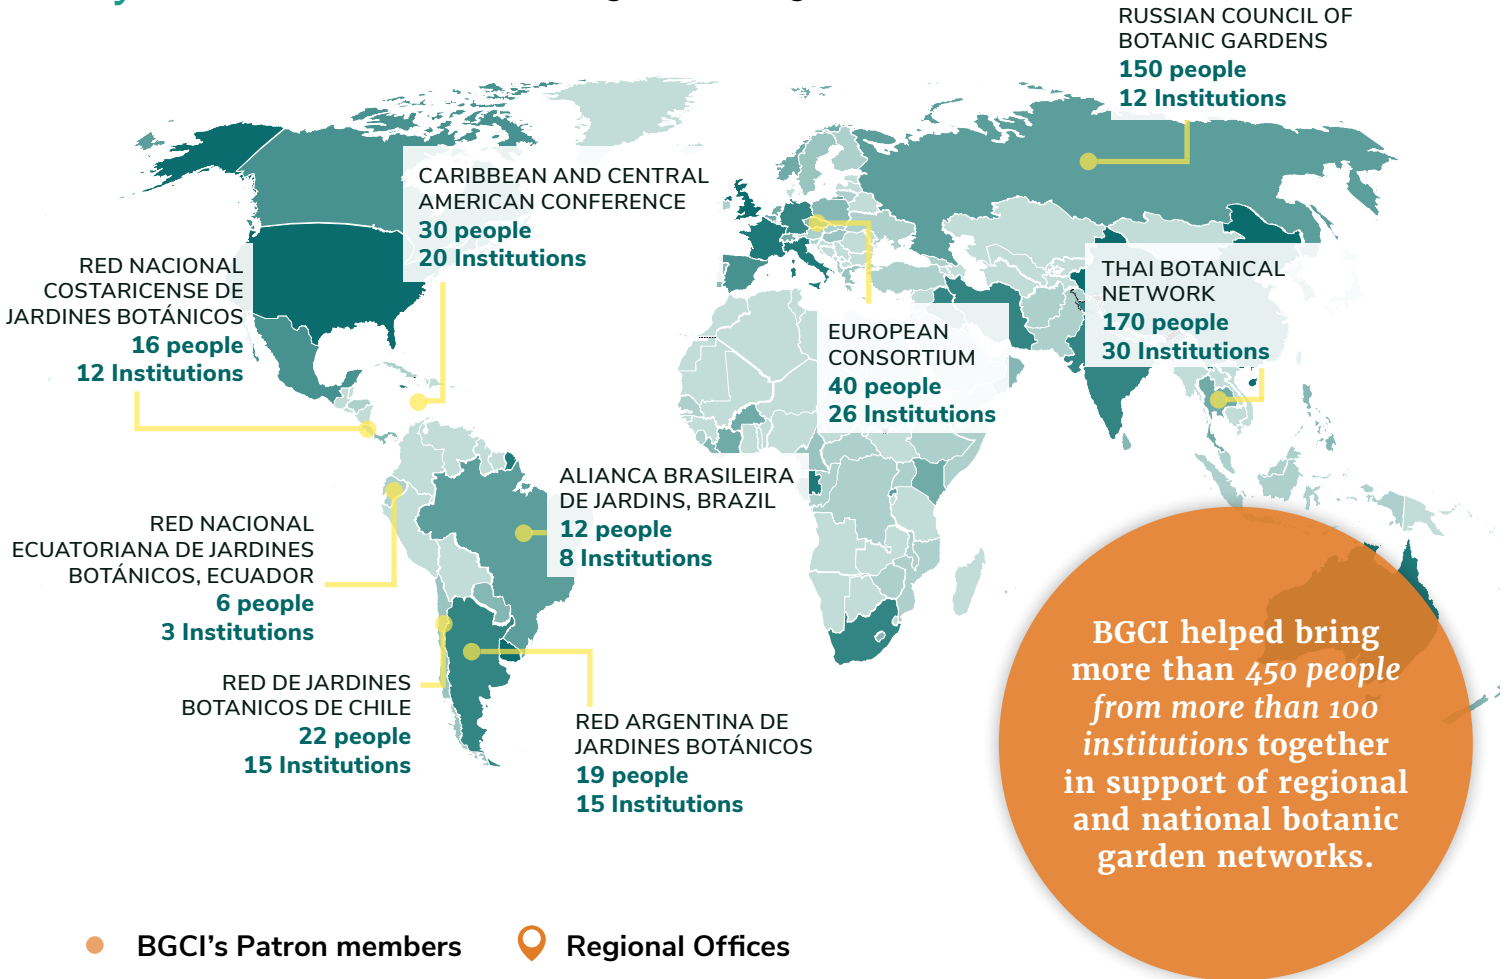 RUSSIAN COUNCIL OF
BOTANIC GARDENS
150 people
12 Institutions
CARIBBEAN AND CENTRAL
AMERICAN CONFERENCE
30 people
20 Institutions
RED NACIONAL
COSTARICENSE DE
JARDINES BOTÁNICOS
16 people
12 Institutions
THAI BOTANICAL
NETWORK
170 people
30 Institutions
EUROPEAN
CONSORTIUM
40 people
26 Institutions
ALIANCA BRASILEIRA
DE JARDINS, BRAZIL
12 people
8 Institutions
RED NACIONAL
ECUATORIANA DE JARDINES
BOTÁNICOS, ECUADOR
6 people
3 Institutions
RED DE JARDINES
BOTANICOS DE CHILE
22 people
15 Institutions
RED ARGENTINA DE
JARDINES BOTÁNICOS
19 people
15 Institutions
BGCI helped bring
more than 450 people
from more than 100
institutions together
in support of regional
and national botanic
garden networks.
BGCI's Patron members
Regional Offices